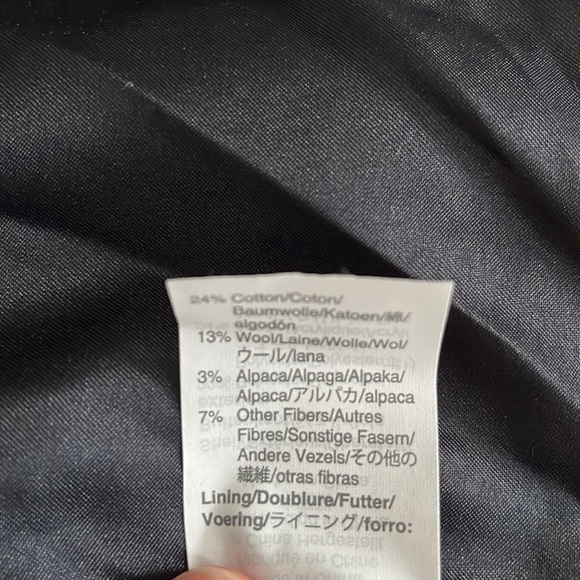 24% Cotton/Coton/
Baumwolle/Katoen/綿/
algodón
13% Wool/Laine/Wolle/Wol/
ウール/lana
3% Alpaca/Alpaga/Alpaka/
Alpaca/アルパカ/alpaca
7% Other Fibers/Autres
Fibres/Sonstige Fasern/
Andere Vezels/その他の
繊維/otras fibras
Lining/Doublure/Futter/
Voering/ライニング/forro: